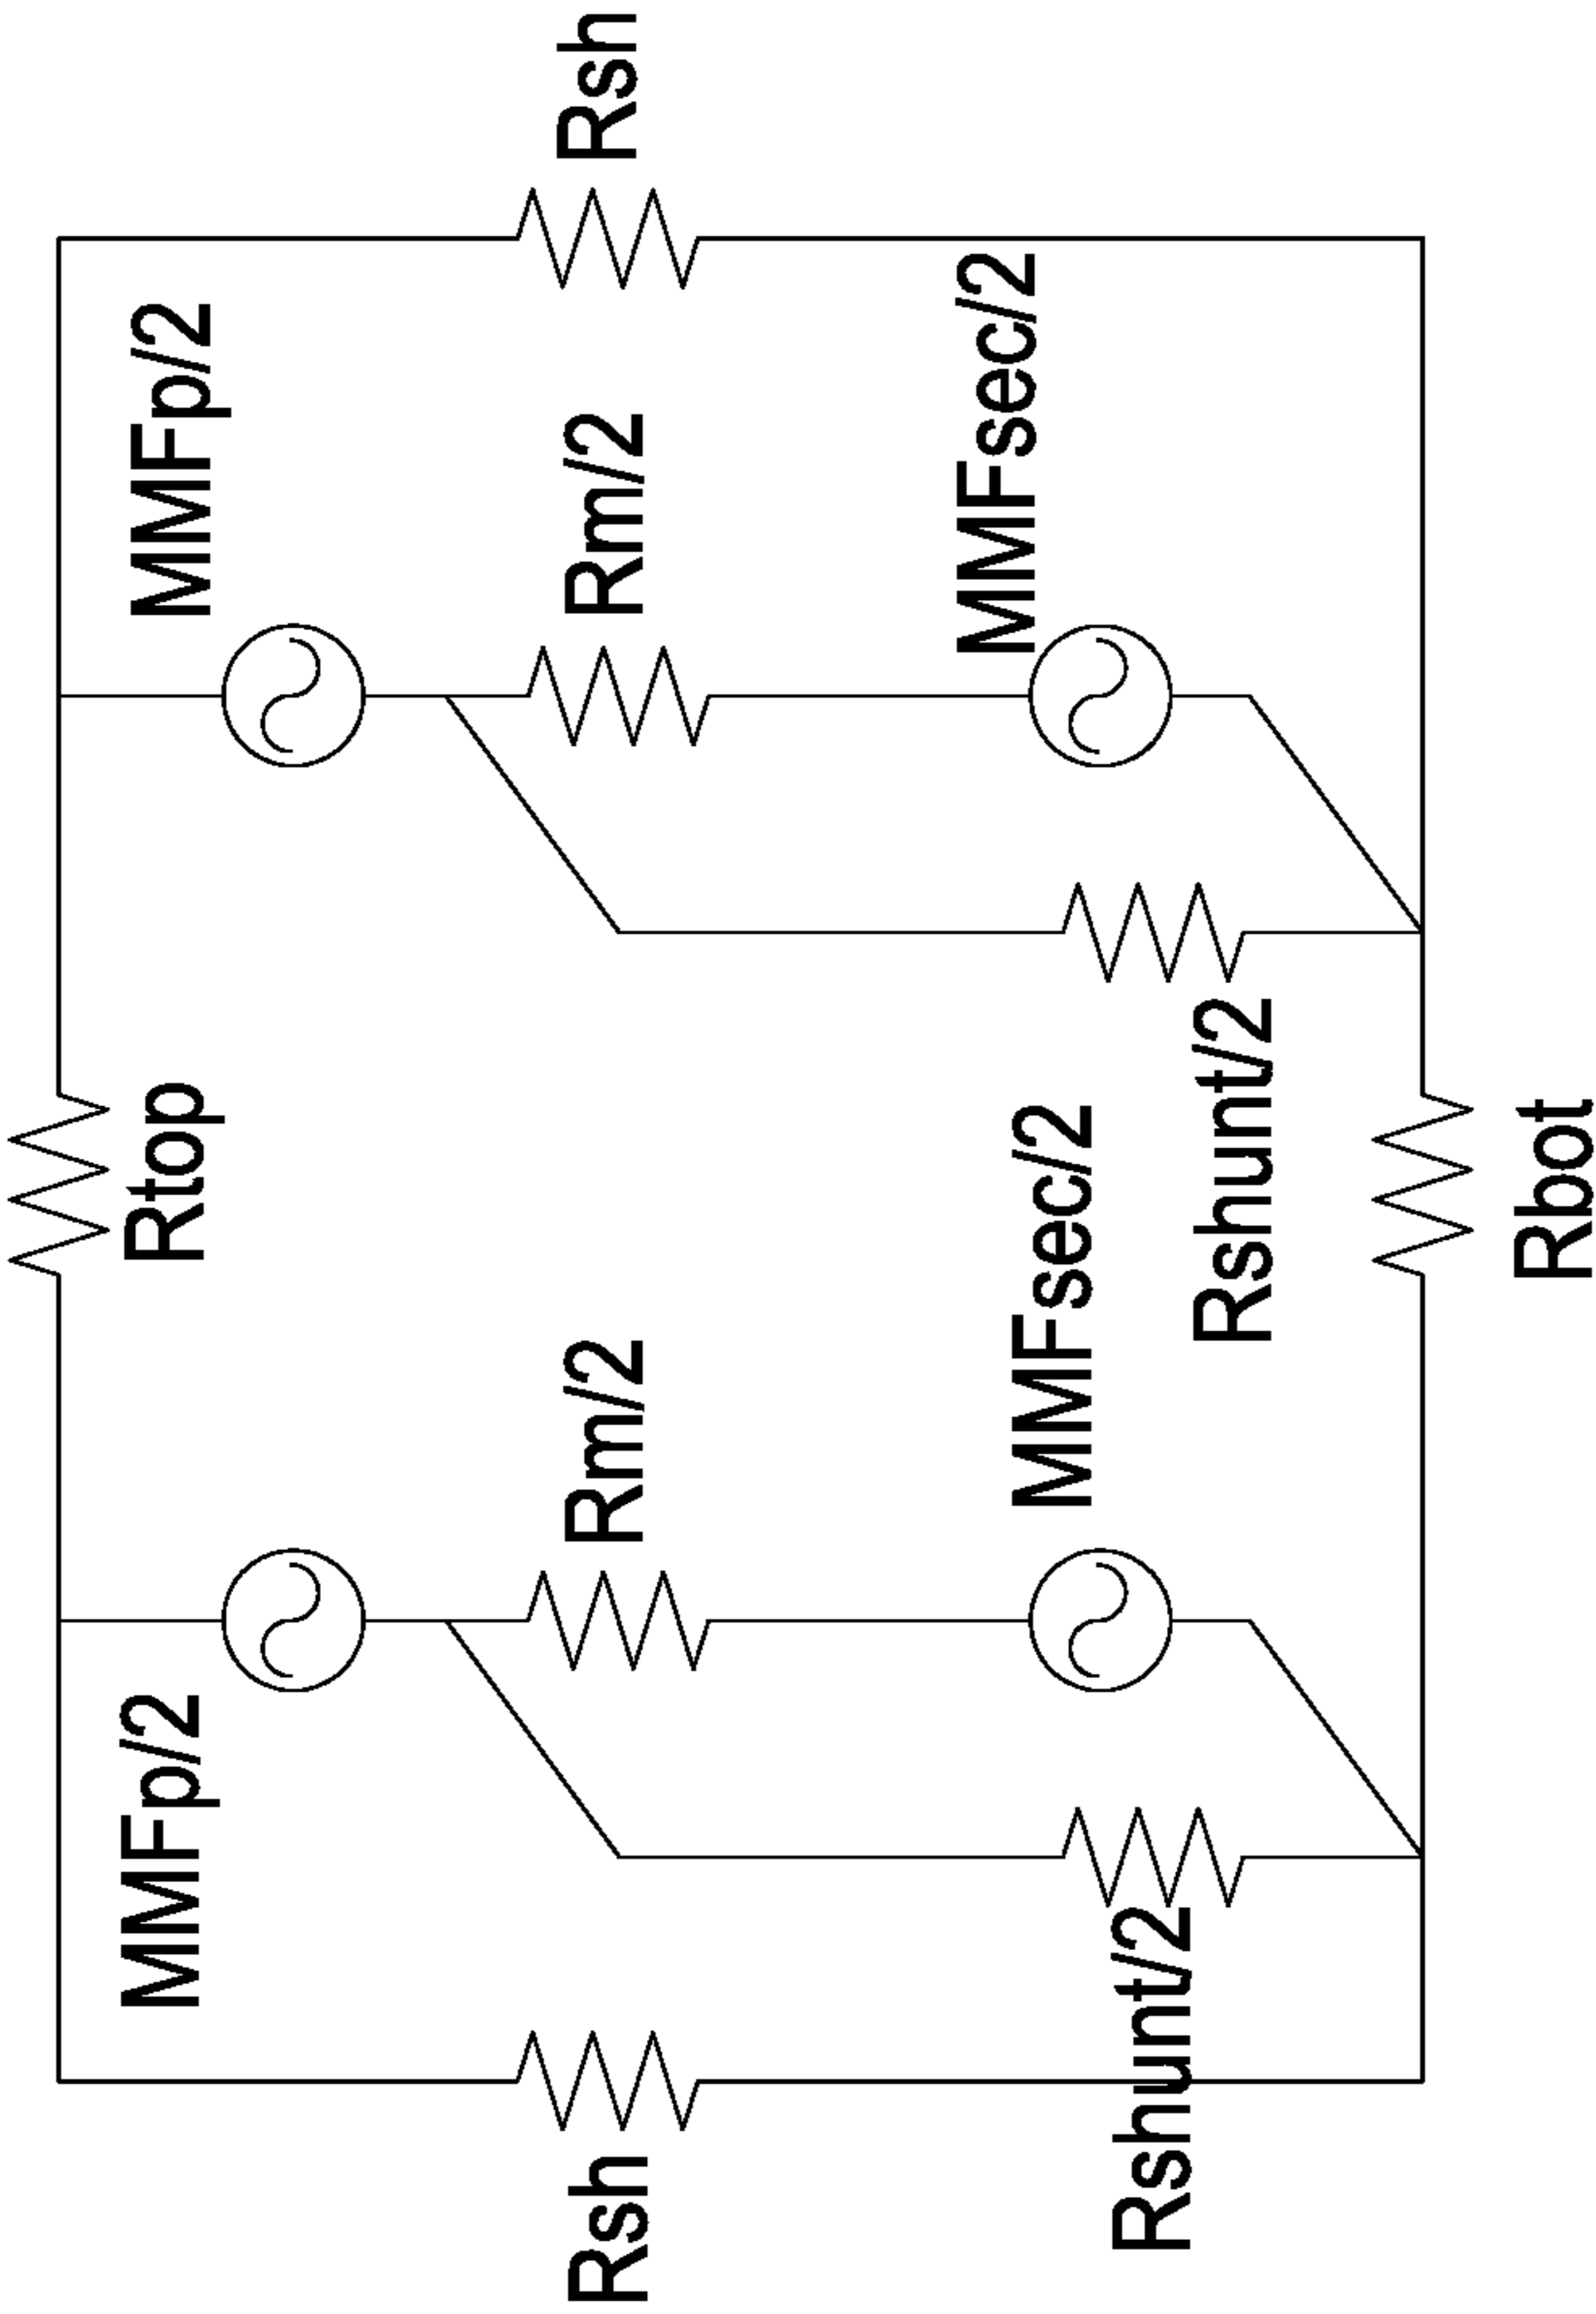 Rsh
MMFp/2
Rm/2
MMFsec/2
Rtop
Rshunt/2
Rbot
MMFsec/2
Rm/2
MMFp/2
Rshunt/2
Rsh